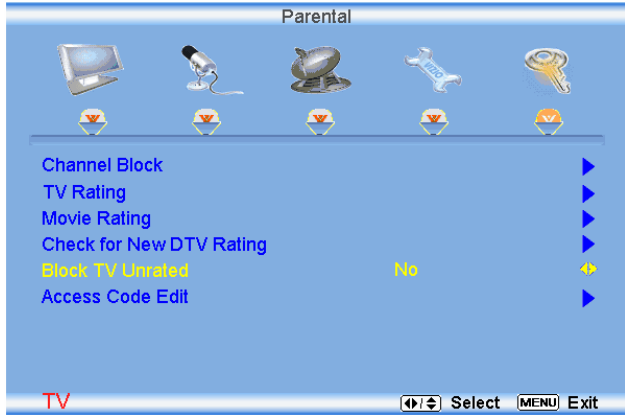 Parental
VIZIO
Channel Block
TV Rating
Movie Rating
Check for New DTV Rating
Block TV Unrated No
Access Code Edit
TV Select MENU Exit